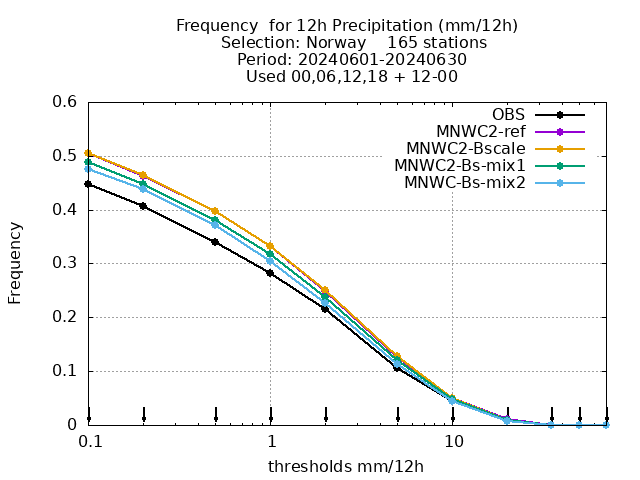 Frequency  for 12h Precipitation (mm/12h)
Selection: Norway    165 stations
Period: 20240601-20240630
Used 00,06,12,18 + 12-00
OBS
MNWC2-ref
MNWC2-Bscale
MNWC2-Bs-mix1
MNWC-Bs-mix2
Frequency
0.6
0.5
0.4
0.3
0.2
0.1
0
0.1
1
10
thresholds mm/12h